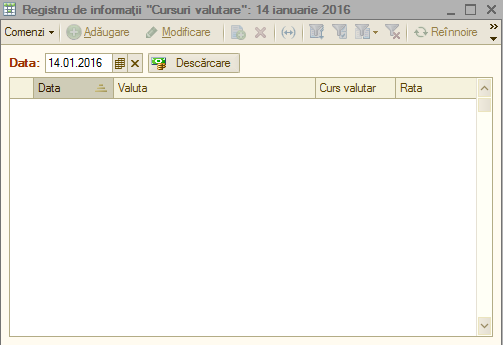 Registru de informaţii "Cursuri valutare": 14 ianuarie 2016
Comenzi Adăugare Modificare Reînnoire
Data: 14.01.2016 Descărcare
Data Valuta Curs valutar Rata